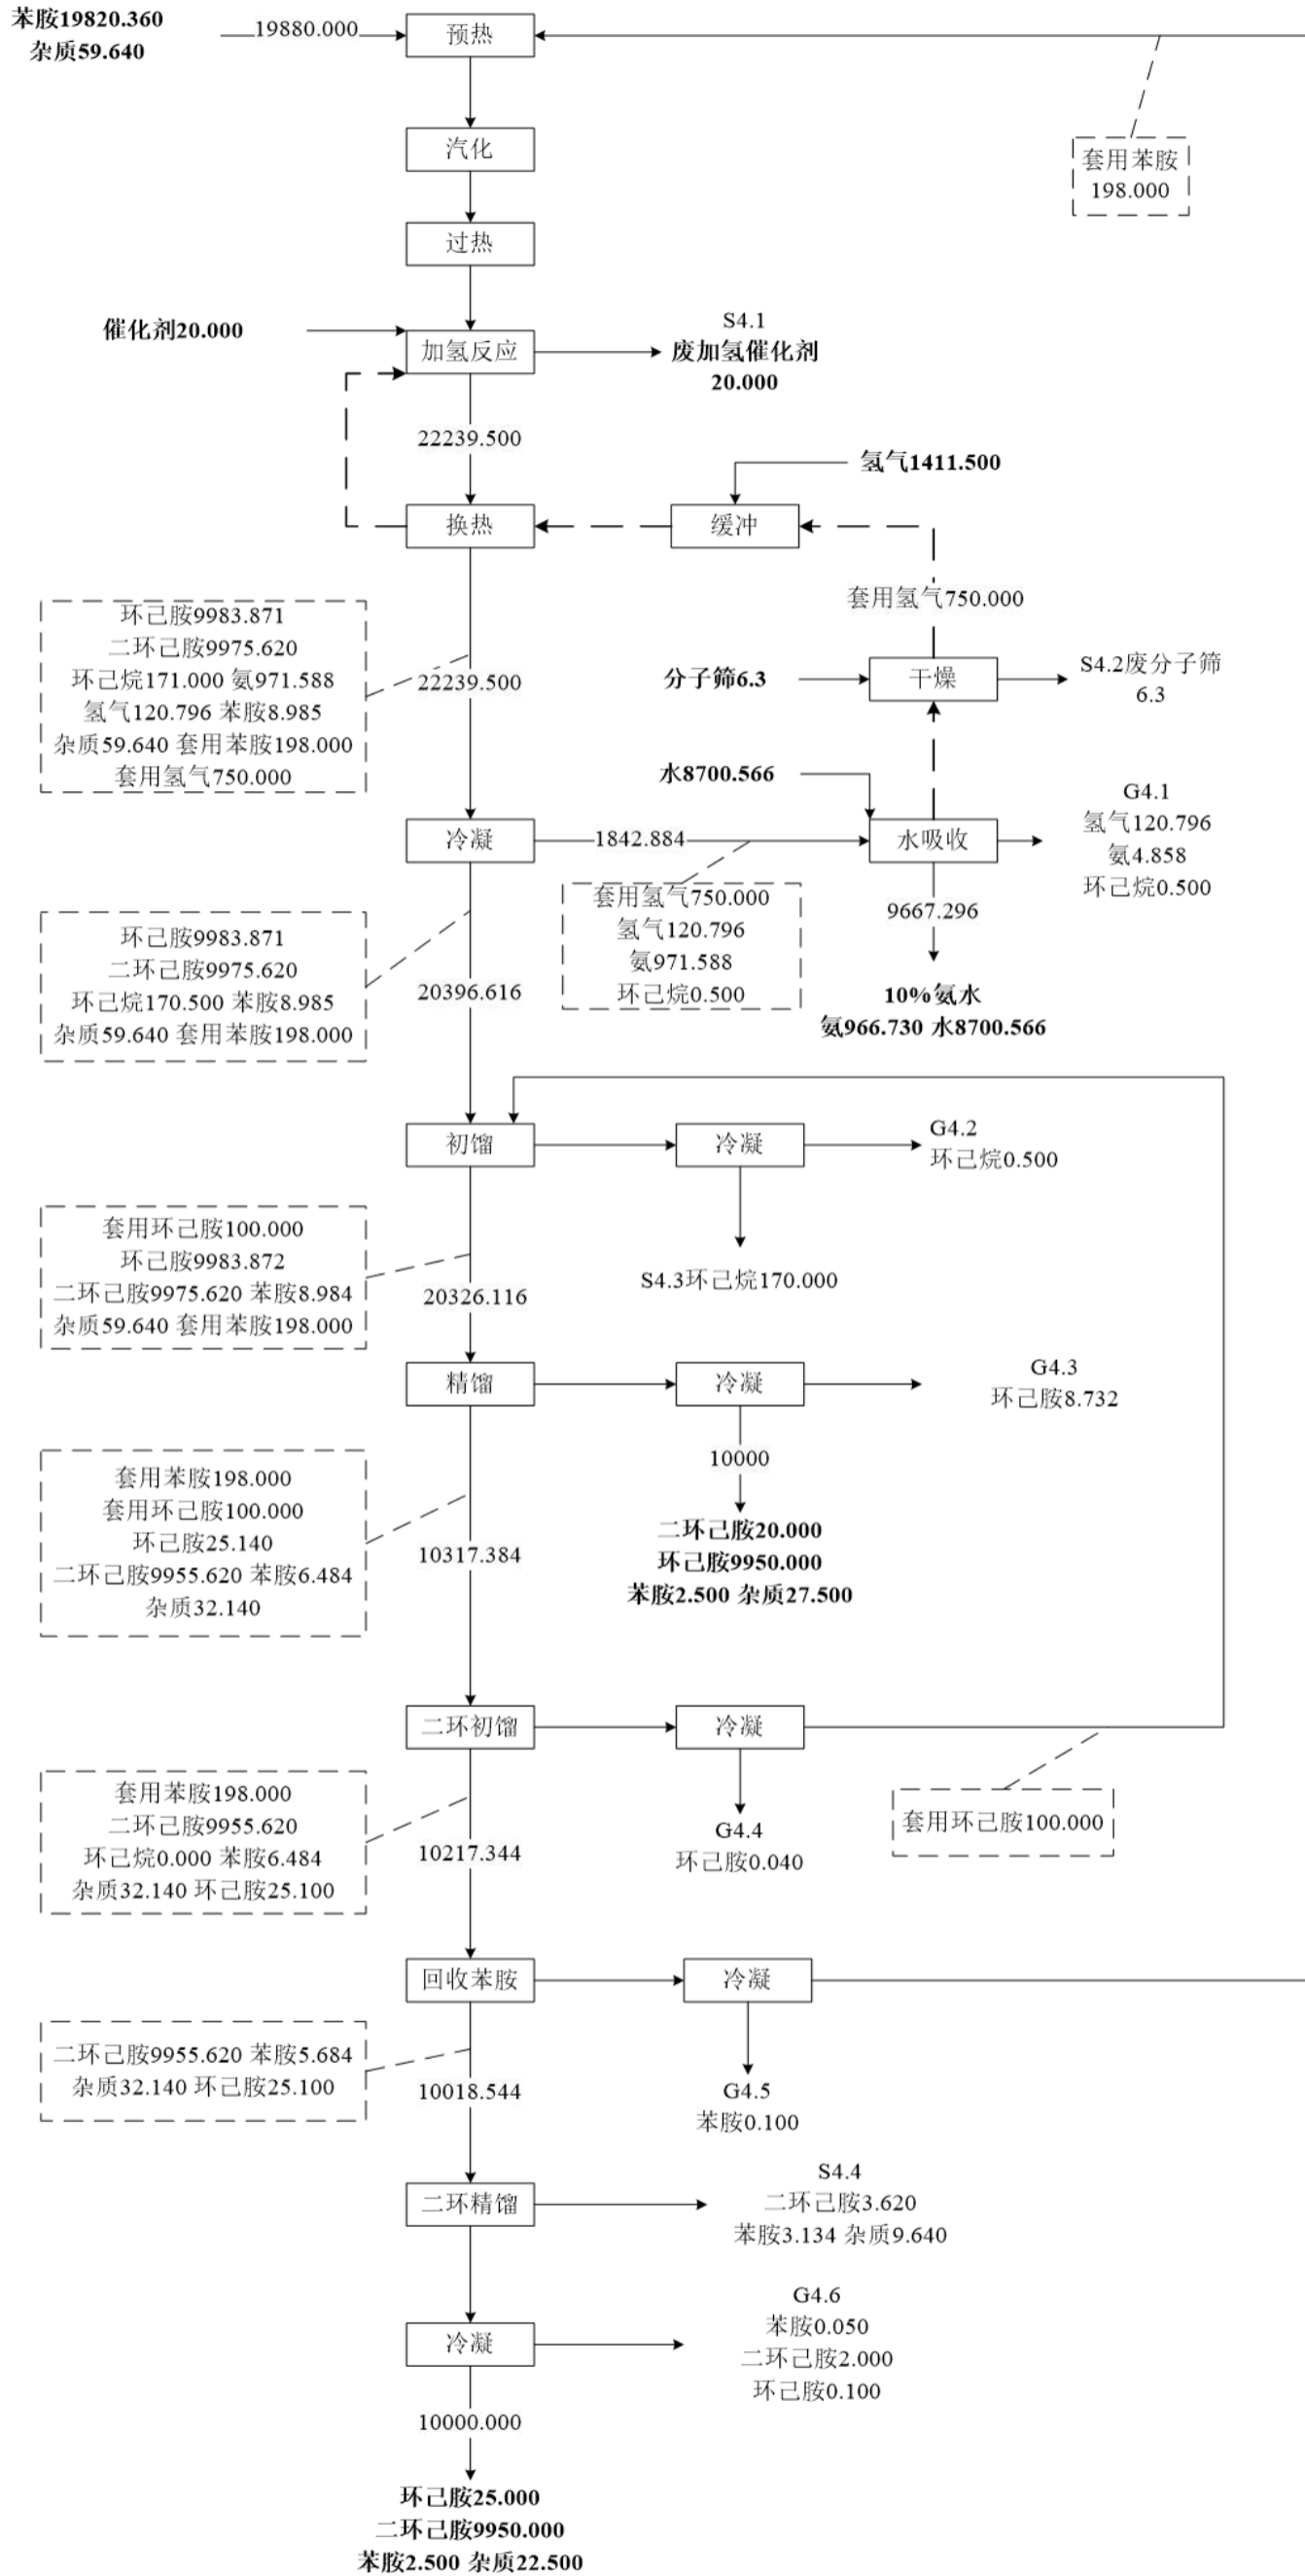 苯胺19820.360
杂质59.640
19880.000
预热
套用苯胺
198.000
汽化
过热
催化剂20.000
加氢反应
S4.1
废加氢催化剂
20.000
22239.500
氢气1411.500
换热
缓冲
套用氢气750.000
环己胺9983.871
二环己胺9975.620
环己烷171.000 氨971.588
氢气120.796 苯胺8.985
杂质59.640 套用苯胺198.000
套用氢气750.000
22239.500
分子筛6.3
干燥
S4.2废分子筛
6.3
水8700.566
冷凝
1842.884
水吸收
G4.1
氢气120.796
氨4.858
环己烷0.500
套用氢气750.000
氢气120.796
氨971.588
环己烷0.500
9667.296
10%氨水
氨966.730 水8700.566
环己胺9983.871
二环己胺9975.620
环己烷170.500 苯胺8.985
杂质59.640 套用苯胺198.000
20396.616
初馏
冷凝
G4.2
环己烷0.500
S4.3环己烷170.000
套用环己胺100.000
环己胺9983.872
二环己胺9975.620 苯胺8.984
杂质59.640 套用苯胺198.000
20326.116
精馏
冷凝
G4.3
环己胺8.732
10000
二环己胺20.000
环己胺9950.000
苯胺2.500 杂质27.500
套用苯胺198.000
套用环己胺100.000
环己胺25.140
二环己胺9955.620 苯胺6.484
杂质32.140
10317.384
二环初馏
冷凝
G4.4
环己胺0.040
套用环己胺100.000
套用苯胺198.000
二环己胺9955.620
环己烷0.000 苯胺6.484
杂质32.140 环己胺25.100
10217.344
回收苯胺
冷凝
G4.5
苯胺0.100
二环己胺9955.620 苯胺5.684
杂质32.140 环己胺25.100
10018.544
二环精馏
S4.4
二环己胺3.620
苯胺3.134 杂质9.640
冷凝
G4.6
苯胺0.050
二环己胺2.000
环己胺0.100
10000.000
环己胺25.000
二环己胺9950.000
苯胺2.500 杂质22.500